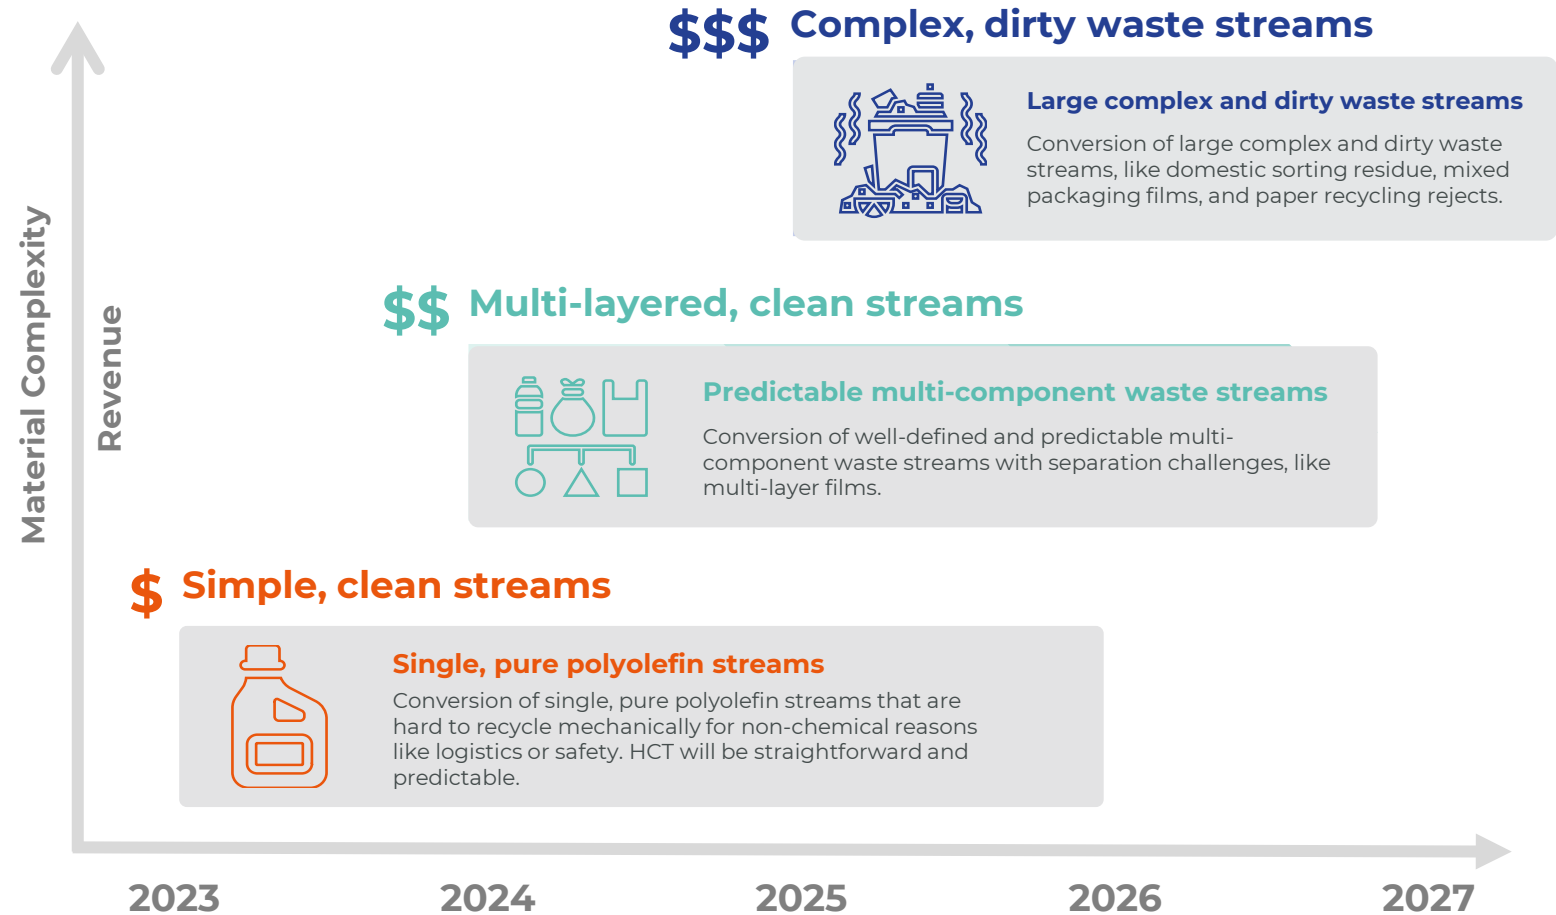 $$$ Complex, dirty waste streams
Large complex and dirty waste streams
Conversion of large complex and dirty waste
streams, like domestic sorting residue, mixed
packaging films, and paper recycling rejects.
Material Complexity
Revenue
$$ Multi-layered, clean streams
Predictable multi-component waste streams
Conversion of well-defined and predictable multi-
component waste streams with separation challenges, like
multi-layer films.
$ Simple, clean streams
Single, pure polyolefin streams
Conversion of single, pure polyolefin streams that are
hard to recycle mechanically for non-chemical reasons
like logistics or safety. HCT will be straightforward and
predictable.
2023 2024 2025 2026 2027